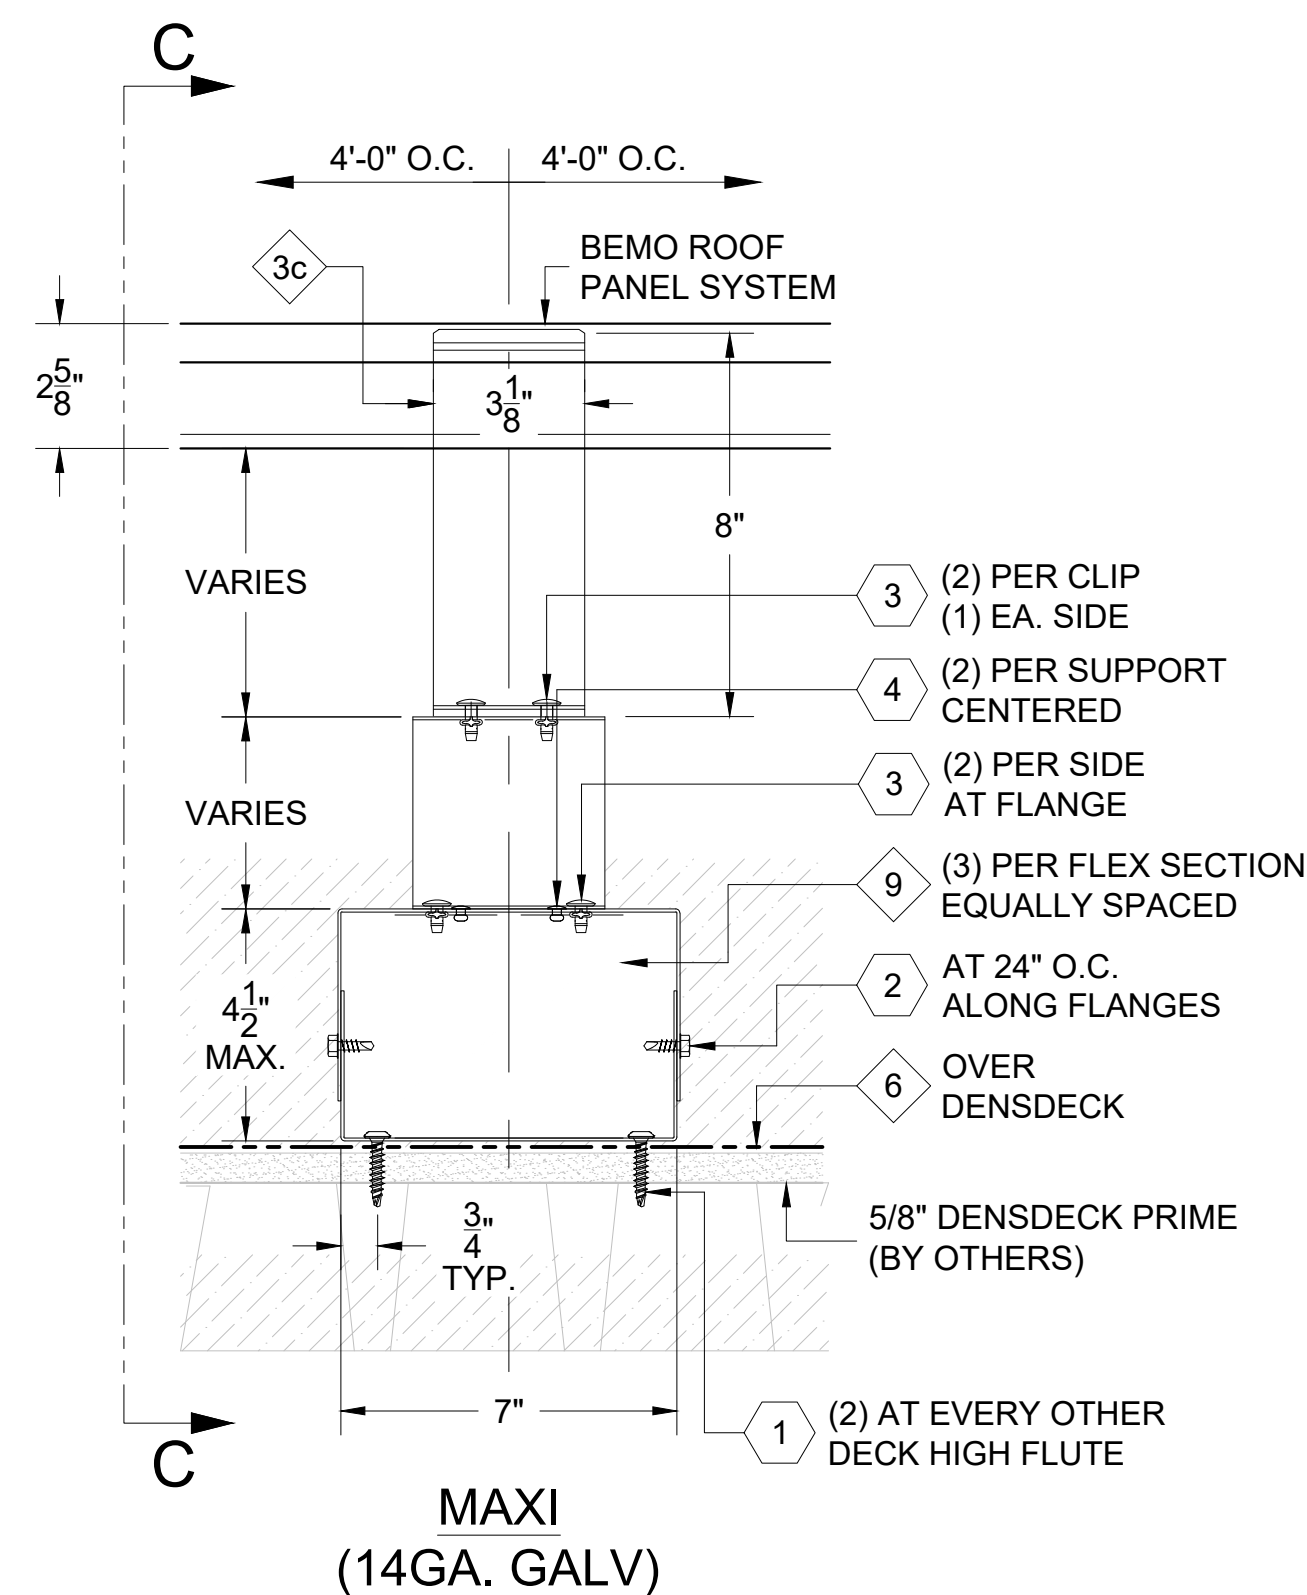 C
4'-0" O.C.
4'-0" O.C.
3c
BEMO ROOF
PANEL SYSTEM
2 5/8"
3 1/8"
8"
VARIES
3
(2) PER CLIP
(1) EA. SIDE
4
(2) PER SUPPORT
CENTERED
3
(2) PER SIDE
AT FLANGE
VARIES
9
(3) PER FLEX SECTION
EQUALLY SPACED
2
AT 24" O.C.
ALONG FLANGES
4 1/2"
MAX.
6
OVER
DENSDECK
5/8" DENSDECK PRIME
(BY OTHERS)
3/4"
TYP.
7"
1
(2) AT EVERY OTHER
DECK HIGH FLUTE
C
MAXI
(14GA. GALV)